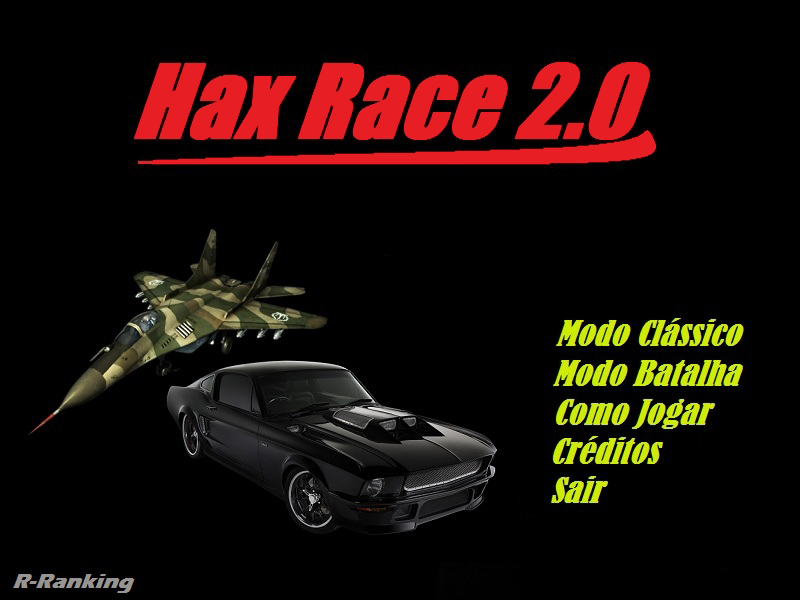 Hax Race 2.0
Modo Clássico
Modo Batalha
Como Jogar
Créditos
Sair
R-Ranking